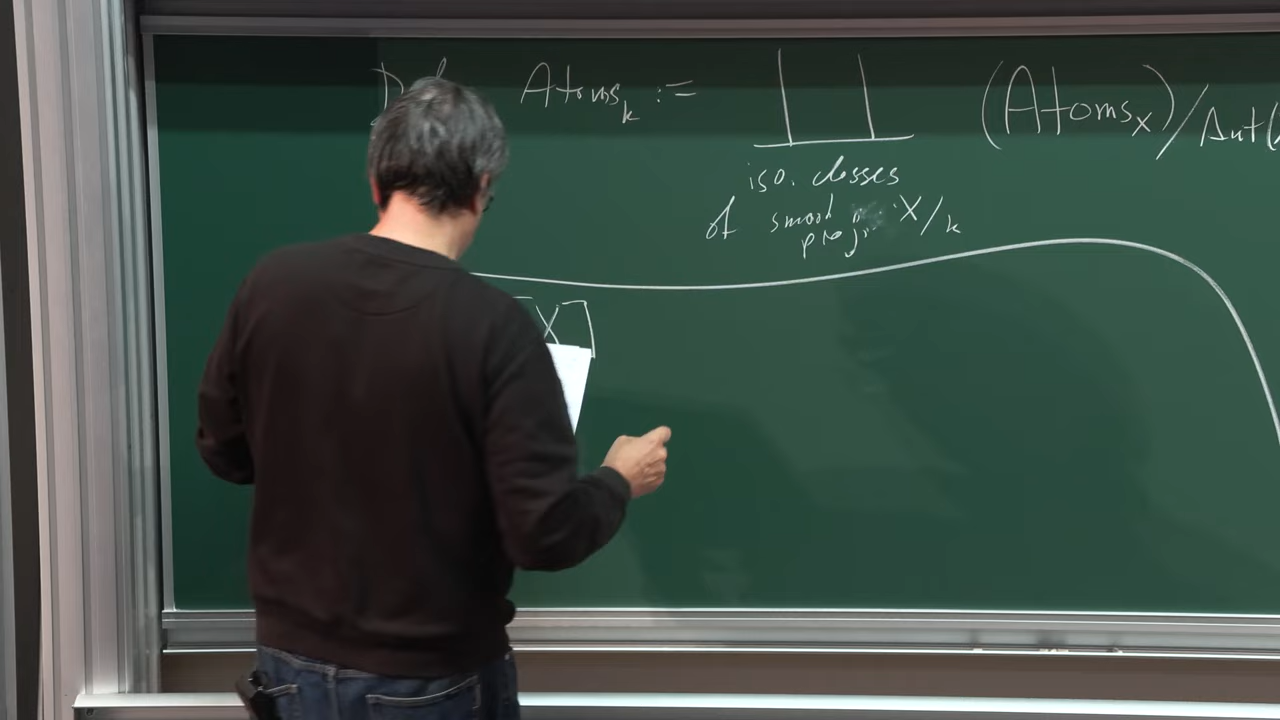 Atoms_k := ∐ (Atoms_X)/Aut(
iso. classes
of smooth
proj. X/k
X]